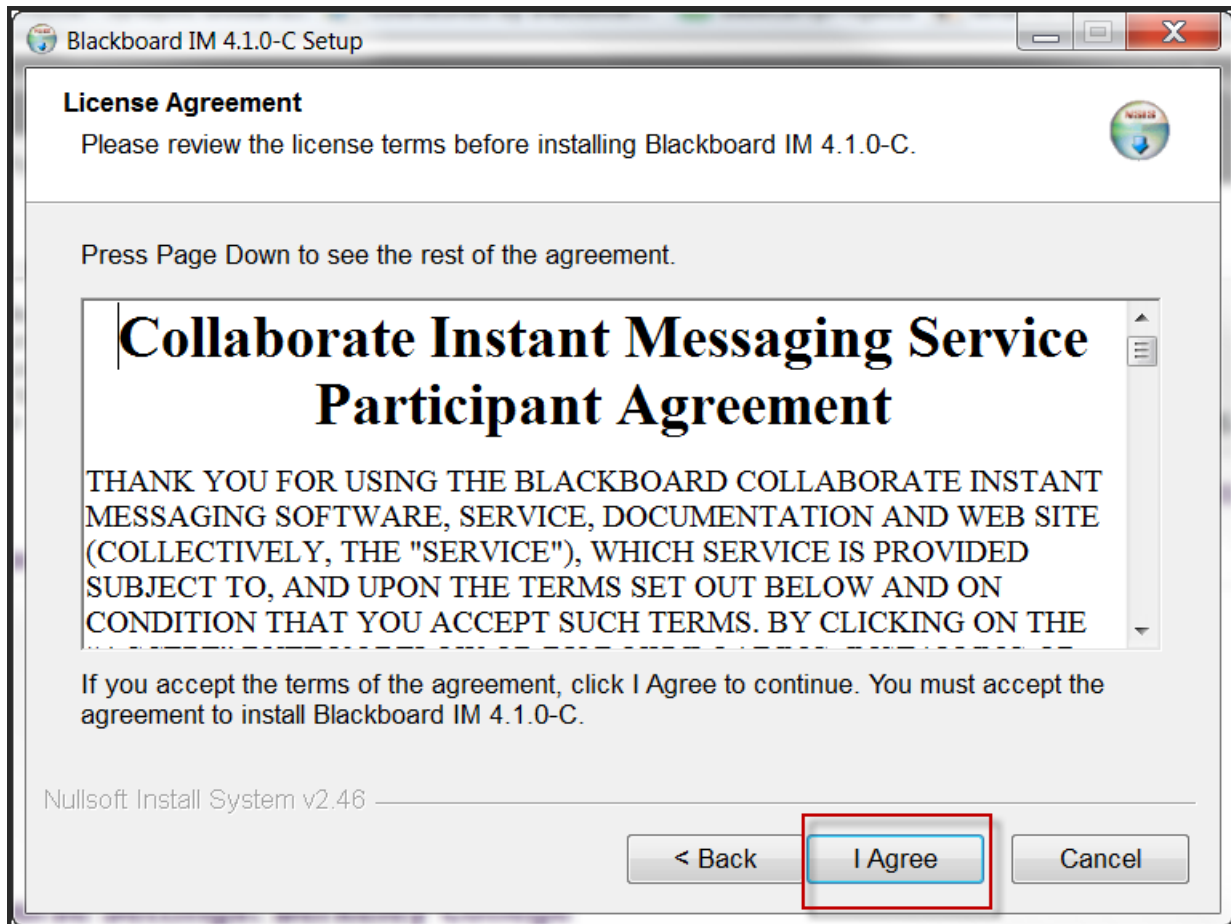 Blackboard IM 4.1.0-C Setup
X
License Agreement
Please review the license terms before installing Blackboard IM 4.1.0-C.
Press Page Down to see the rest of the agreement.
Collaborate Instant Messaging Service
Participant Agreement
THANK YOU FOR USING THE BLACKBOARD COLLABORATE INSTANT
MESSAGING SOFTWARE, SERVICE, DOCUMENTATION AND WEB SITE
(COLLECTIVELY, THE "SERVICE"), WHICH SERVICE IS PROVIDED
SUBJECT TO, AND UPON THE TERMS SET OUT BELOW AND ON
CONDITION THAT YOU ACCEPT SUCH TERMS. BY CLICKING ON THE
If you accept the terms of the agreement, click I Agree to continue. You must accept the
agreement to install Blackboard IM 4.1.0-C.
Nullsoft Install System v2.46
< Back
I Agree
Cancel